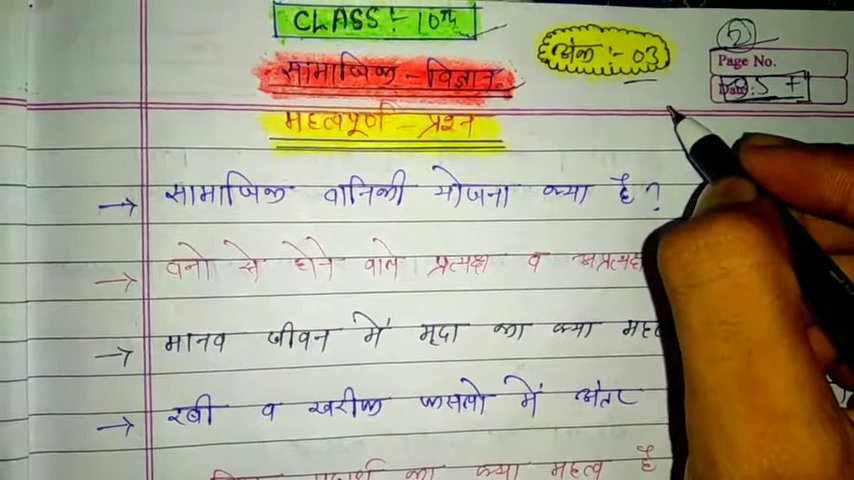 CLASS :- 10th
अंक :- 03
5
Page No.
Date:
सामाजिक - विज्ञान
महत्वपूर्ण - प्रश्न
→ सामाजिक वानिकी योजना क्या है ?
→ वनो से होने वाले प्रत्यक्ष व अप्रत्यक्ष
→ मानव जीवन में मृदा का क्या
→ रबी व खरीफ फसलो में अंतर
का क्या महत्व है